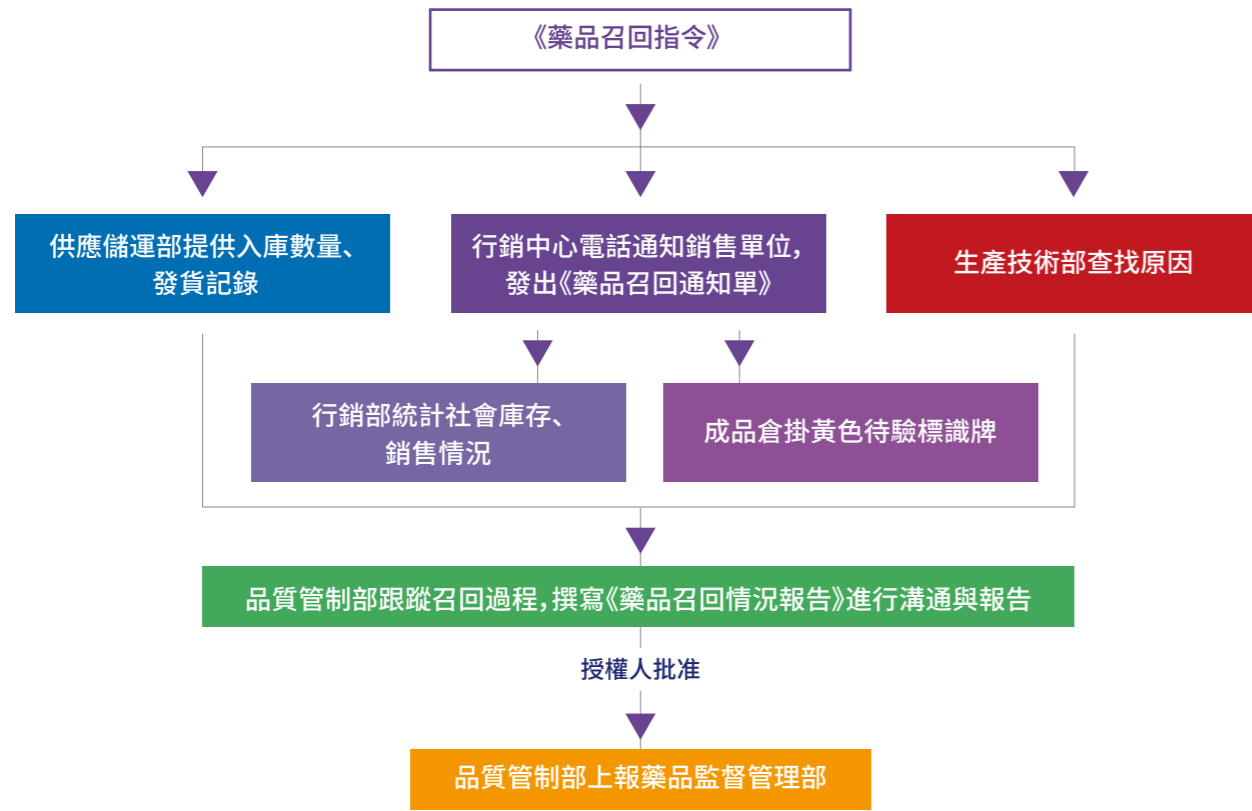 《藥品召回指令》
供應儲運部提供入庫數量、
發貨記錄
行銷中心電話通知銷售單位，
發出《藥品召回通知單》
生產技術部查找原因
行銷部統計社會庫存、
銷售情況
成品倉掛黃色待驗標識牌
品質管制部跟蹤召回過程，撰寫《藥品召回情況報告》進行溝通與報告
授權人批准
品質管制部上報藥品監督管理部